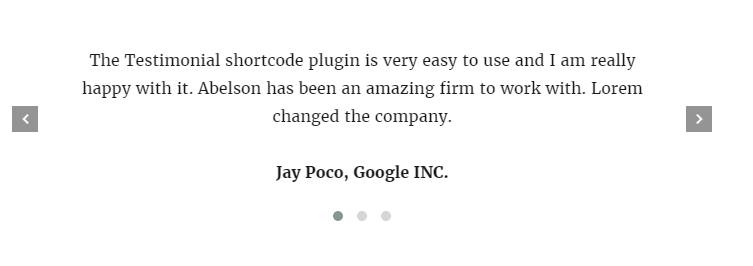 The Testimonial shortcode plugin is very easy to use and I am really
happy with it. Abelson has been an amazing firm to work with. Lorem
changed the company.
Jay Poco, Google INC.